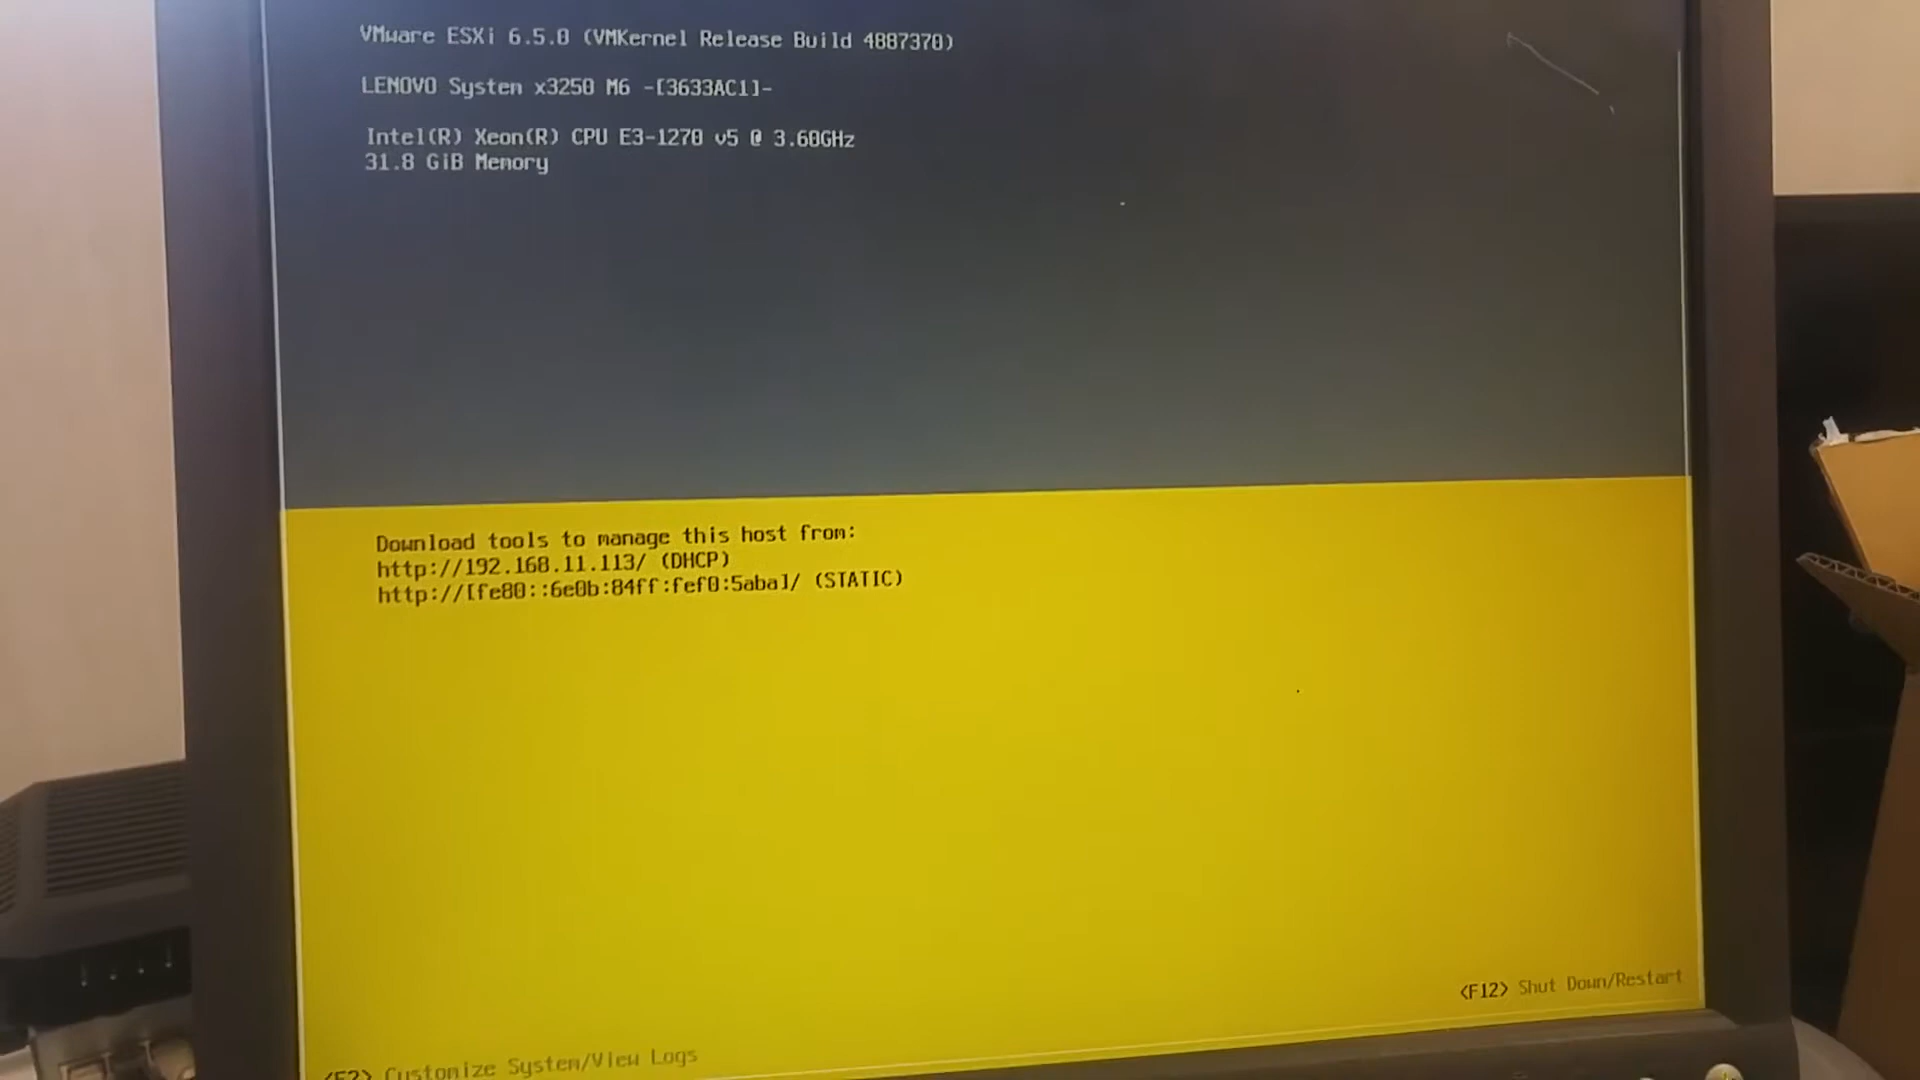 VMware ESXi 6.5.0 (VMKernel Release Build 4887370)
LENOVO System x3250 M6 -[3633AC1]-
Intel(R) Xeon(R) CPU E3-1270 v5 @ 3.60GHz
31.8 GiB Memory
Download tools to manage this host from:
http://192.168.11.113/ (DHCP)
http://[fe80::6e0b:84ff:fef0:5aba]/ (STATIC)
<F2> Customize System/View Logs
<F12> Shut Down/Restart